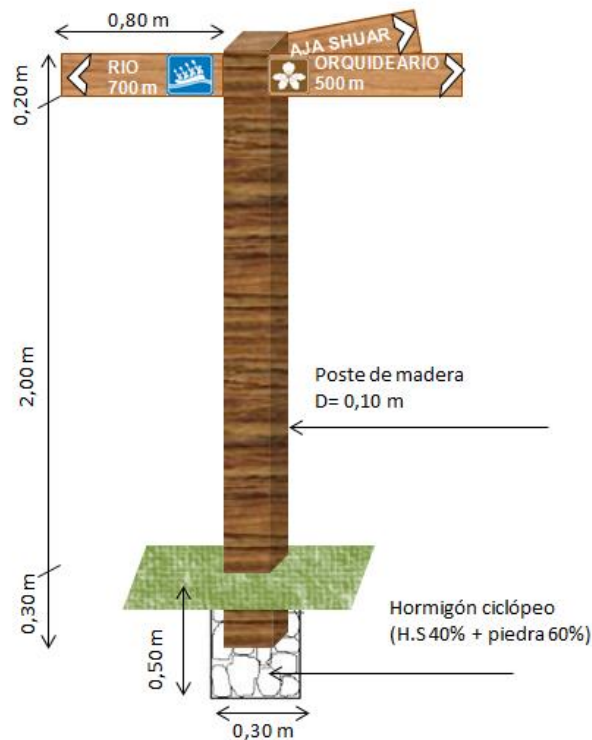 0,80 m
AJA SHUAR
RIO
700 m
ORQUIDEÁRIO
500 m
0,20 m
2,00 m
Poste de madera
D= 0,10 m
0,30 m
0,50 m
Hormigón ciclópeo
(H.S 40% + piedra 60%)
0,30 m